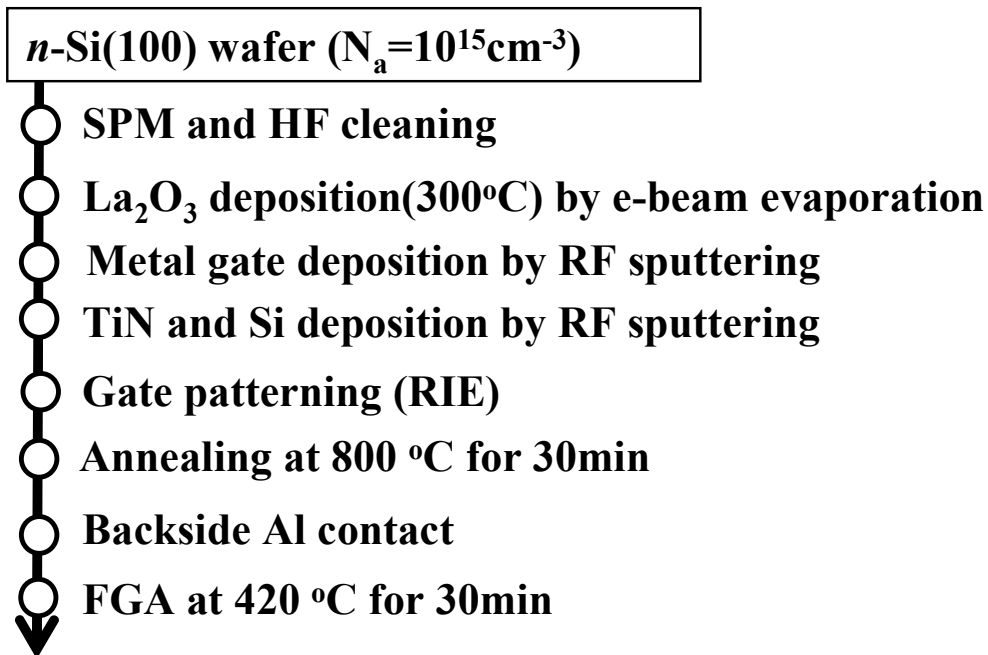 n-Si(100) wafer (Nₐ=10¹⁵cm⁻³)
SPM and HF cleaning
La₂O₃ deposition(300ᵒC) by e-beam evaporation
Metal gate deposition by RF sputtering
TiN and Si deposition by RF sputtering
Gate patterning (RIE)
Annealing at 800 ᵒC for 30min
Backside Al contact
FGA at 420 ᵒC for 30min